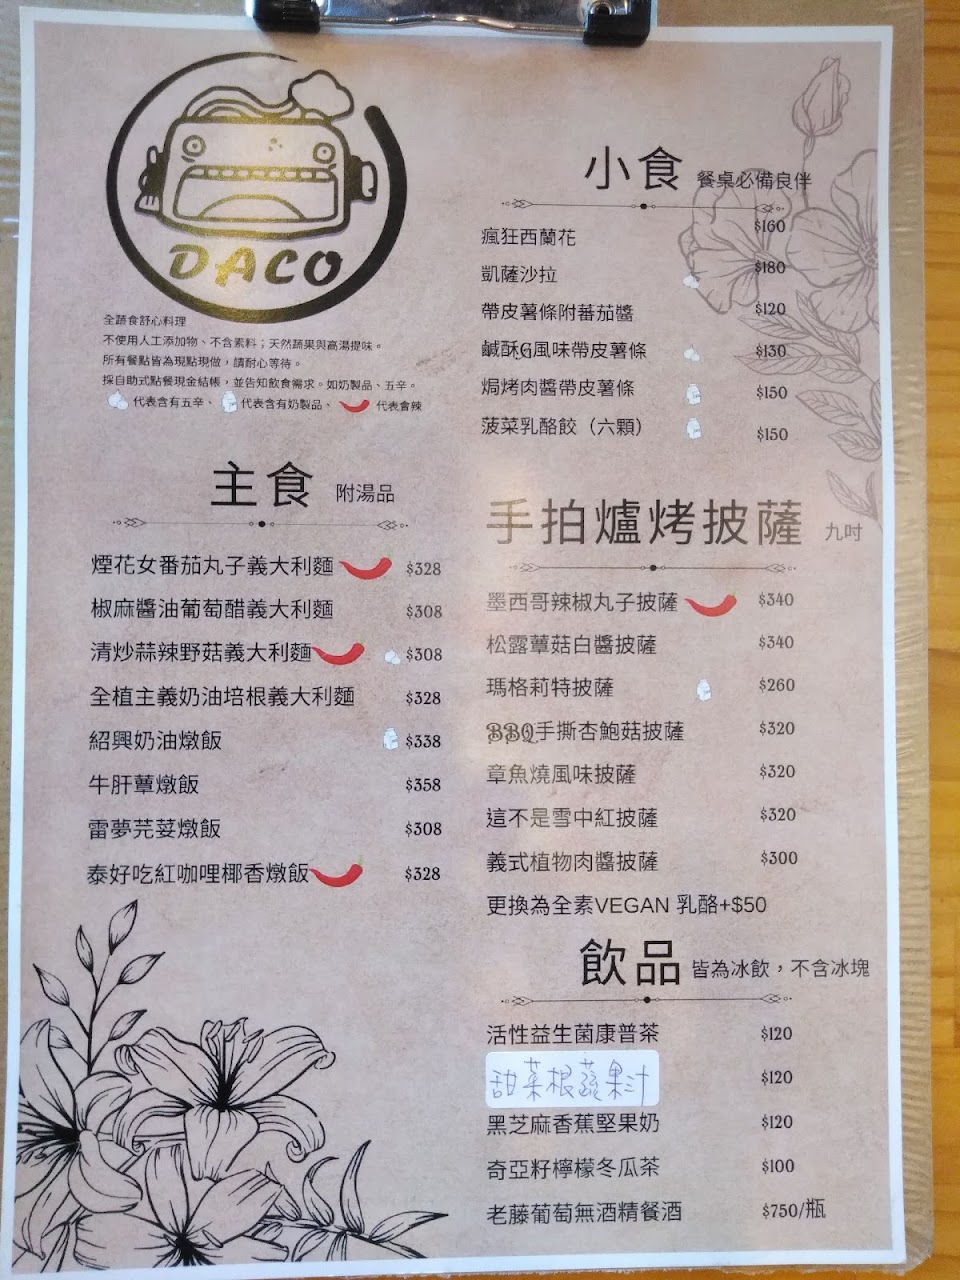 DACO
全蔬食舒心料理
不使用人工添加物、不含素料；天然蔬果與高湯提味。
所有餐點皆為現點現做，請耐心等待。
採自助式點餐現金結帳，並告知飲食需求。如奶製品、五辛。
代表含有五辛、 代表含有奶製品、 代表會辣
主食 附湯品
煙花女番茄丸子義大利麵 $328
椒麻醬油葡萄醋義大利麵 $308
清炒蒜辣野菇義大利麵 $308
全植主義奶油培根義大利麵 $328
紹興奶油燉飯 $338
牛肝蕈燉飯 $358
雷夢芫荽燉飯 $308
泰好吃紅咖哩椰香燉飯 $328
小食 餐桌必備良伴
瘋狂西蘭花 $160
凱薩沙拉 $180
帶皮薯條附蕃茄醬 $120
鹹酥G風味帶皮薯條 $130
焗烤肉醬帶皮薯條 $150
菠菜乳酪餃（六顆） $150
手拍爐烤披薩 九吋
墨西哥辣椒丸子披薩 $340
松露蕈菇白醬披薩 $340
瑪格莉特披薩 $260
BBQ手撕杏鮑菇披薩 $320
章魚燒風味披薩 $320
這不是雪中紅披薩 $320
義式植物肉醬披薩 $300
更換為全素VEGAN 乳酪+$50
飲品 皆為冰飲，不含冰塊
活性益生菌康普茶 $120
甜菜根蔬果汁 $120
黑芝麻香蕉堅果奶 $120
奇亞籽檸檬冬瓜茶 $100
老藤葡萄無酒精餐酒 $750/瓶